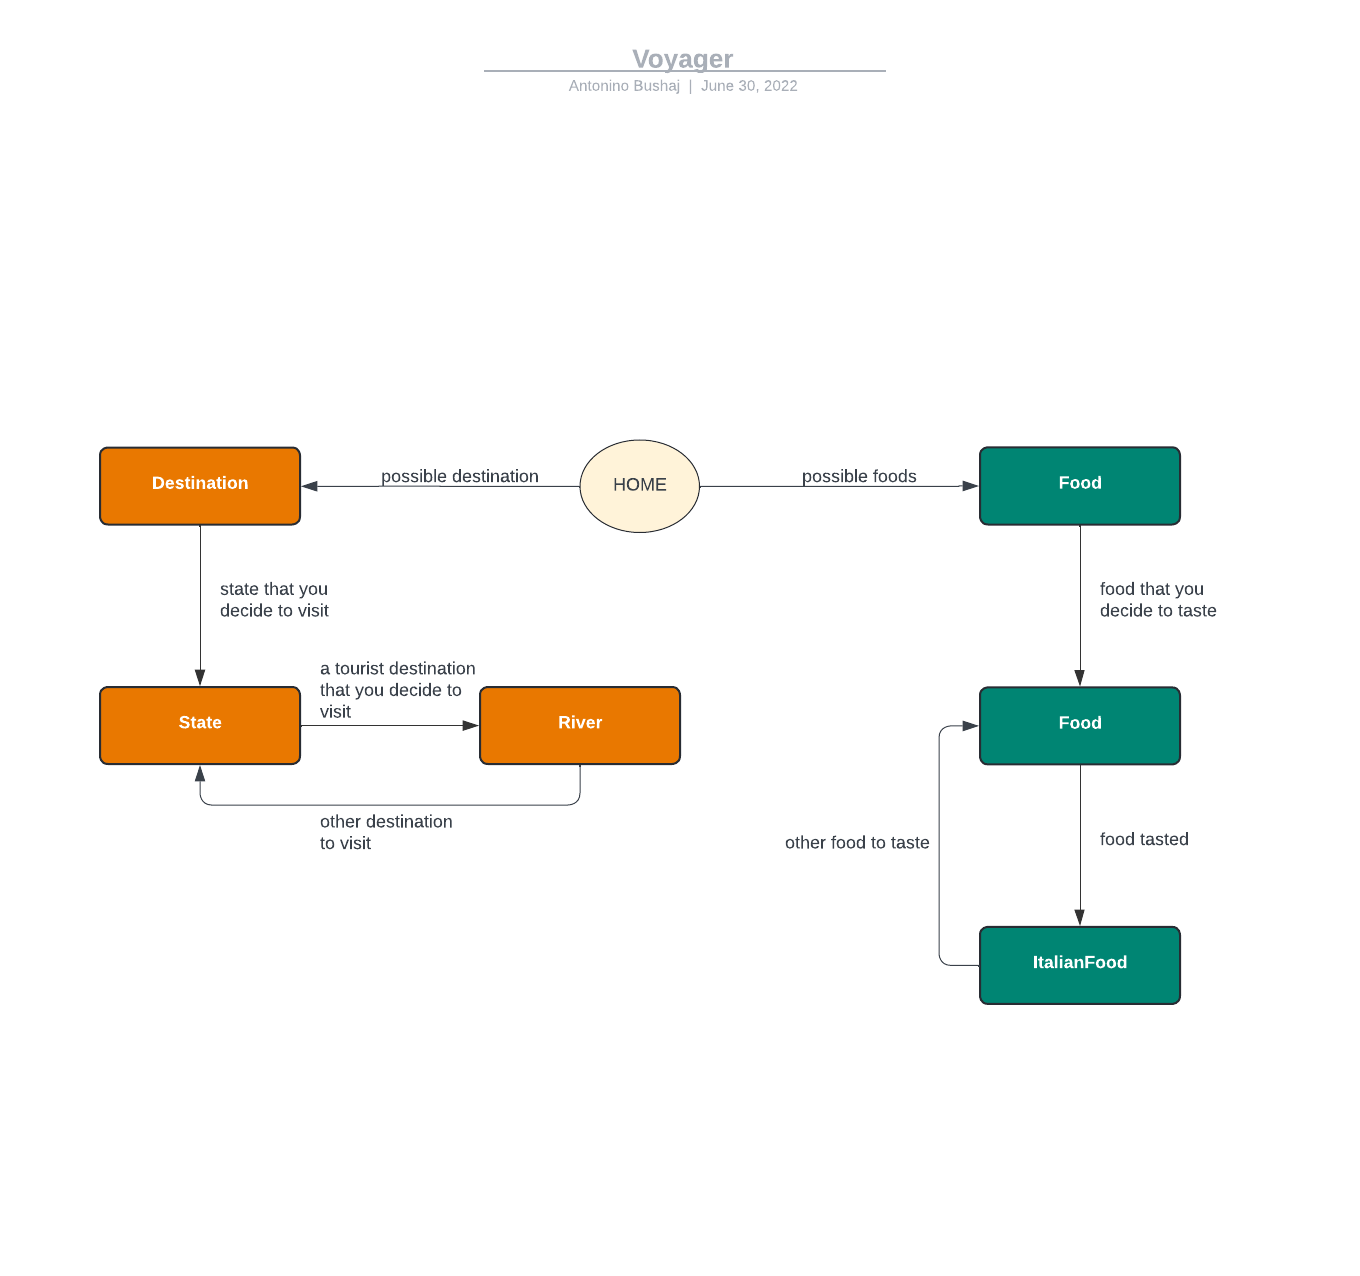 Voyager
Antonino Bushaj | June 30, 2022
Destination
possible destination
HOME
possible foods
Food
state that you
decide to visit
food that you
decide to taste
a tourist destination
that you decide to
visit
State
River
Food
other destination
to visit
other food to taste
food tasted
ItalianFood